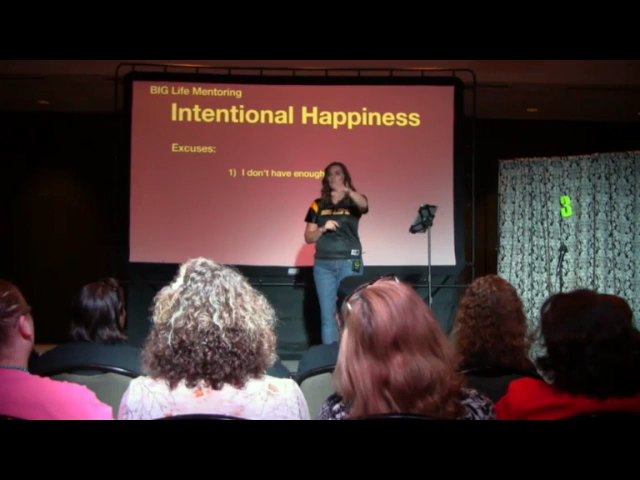 BIG Life Mentoring
Intentional Happiness
Excuses:
1) I don't have enough
3